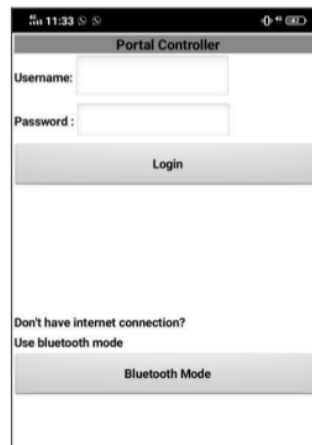 11:33
Portal Controller
Username:
Password :
Login
Don't have internet connection?
Use bluetooth mode
Bluetooth Mode